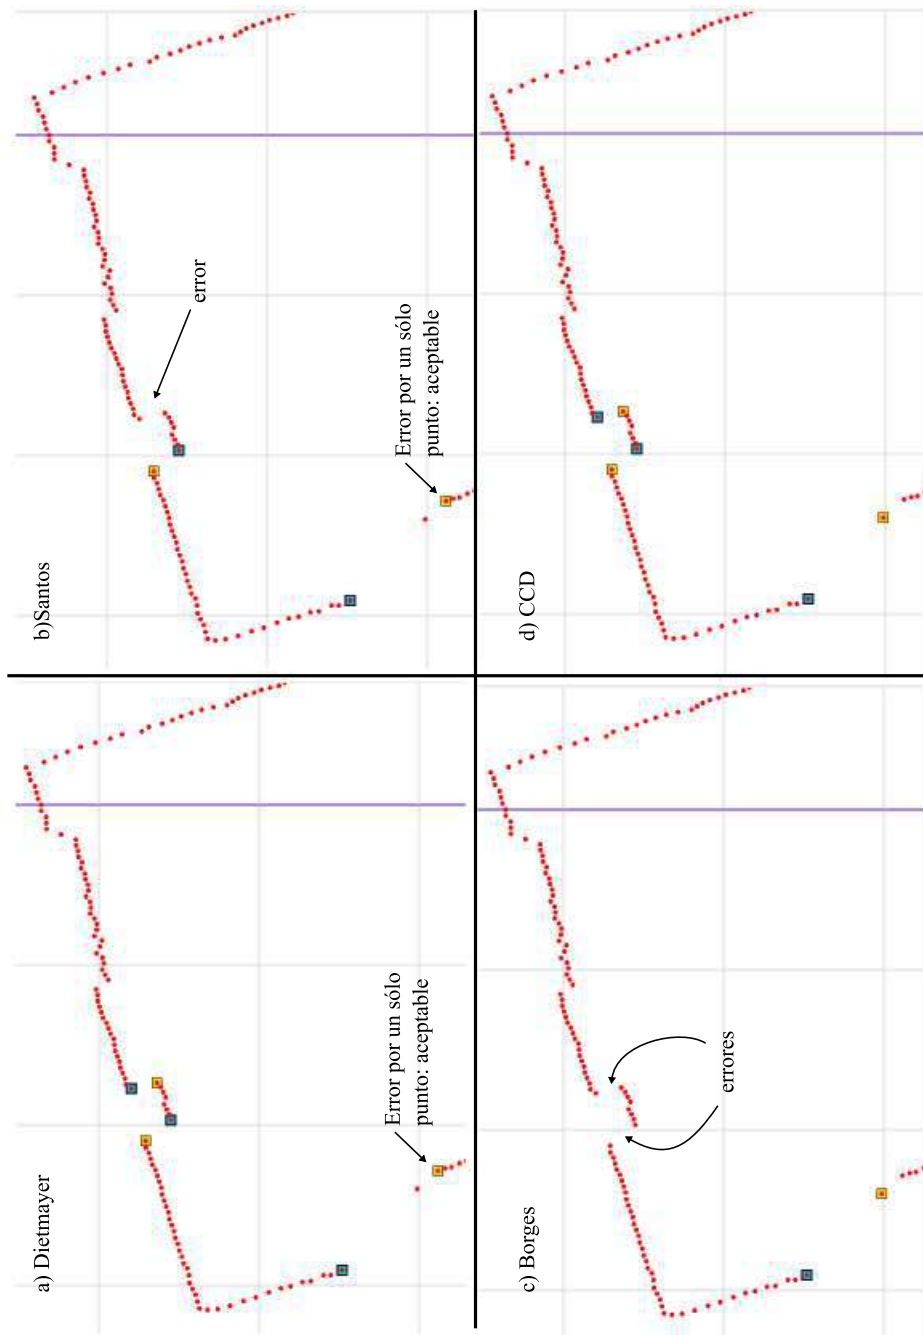 a) Dietmayer
Error por un sólo
punto: aceptable
b)Santos
error
Error por un sólo
punto: aceptable
c) Borges
errores
d) CCD